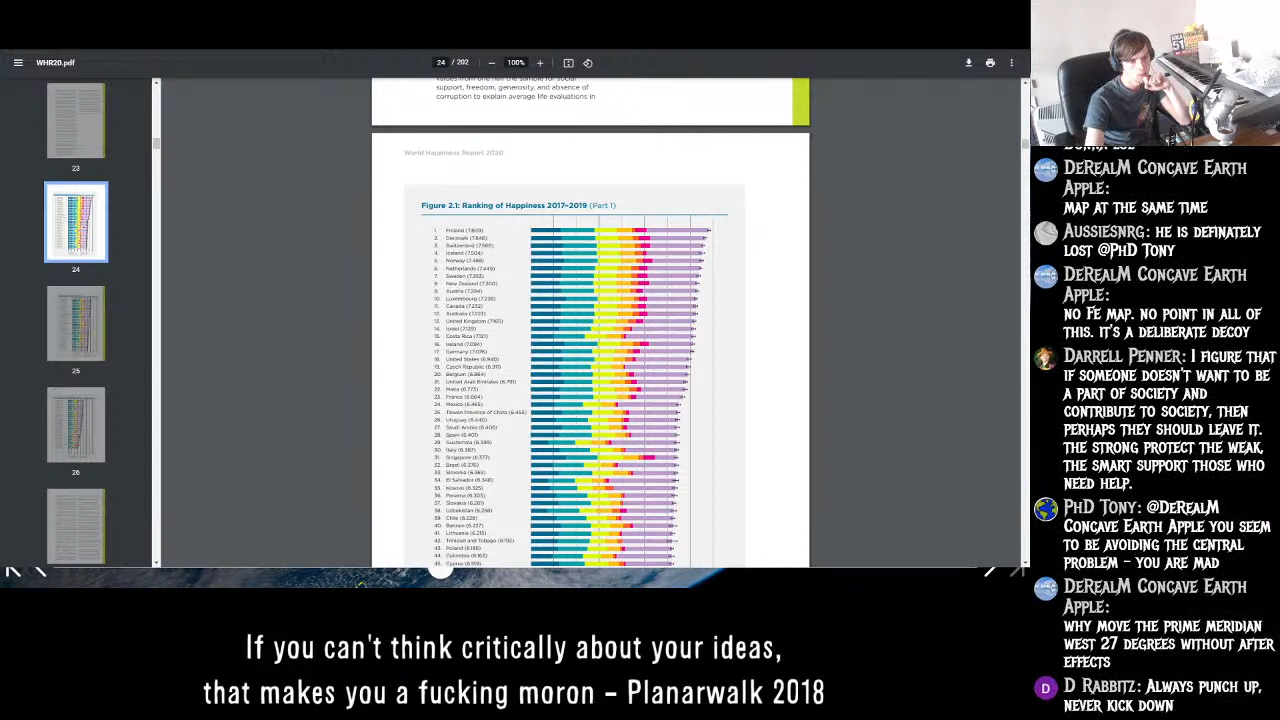 WHR20.pdf
24 / 202
100%
values from one half the sample for social
support, freedom, generosity, and absence of
corruption to explain average life evaluations in
World Happiness Report 2020
Figure 2.1: Ranking of Happiness 2017–2019 (Part 1)
1. Finland (7.809)
2. Denmark (7.646)
3. Switzerland (7.560)
4. Iceland (7.504)
5. Norway (7.488)
6. Netherlands (7.449)
7. Sweden (7.353)
8. New Zealand (7.300)
9. Austria (7.294)
10. Luxembourg (7.238)
11. Canada (7.232)
12. Australia (7.223)
13. United Kingdom (7.165)
14. Israel (7.129)
15. Costa Rica (7.121)
16. Ireland (7.094)
17. Germany (7.076)
18. United States (6.940)
19. Czech Republic (6.911)
20. Belgium (6.864)
21. United Arab Emirates (6.791)
22. Malta (6.773)
23. France (6.664)
24. Mexico (6.465)
25. Taiwan Province of China (6.455)
26. Uruguay (6.440)
27. Saudi Arabia (6.406)
28. Spain (6.401)
29. Guatemala (6.399)
30. Italy (6.387)
31. Singapore (6.377)
32. Brazil (6.376)
33. Slovenia (6.363)
34. El Salvador (6.348)
35. Kosovo (6.325)
36. Panama (6.305)
37. Slovakia (6.281)
38. Uzbekistan (6.258)
39. Chile (6.228)
40. Bahrain (6.227)
41. Lithuania (6.215)
42. Trinidad and Tobago (6.192)
43. Poland (6.186)
44. Colombia (6.163)
45. Cyprus (6.159)
23
24
25
26
If you can't think critically about your ideas,
that makes you a fucking moron - Planarwalk 2018
AREA
51
DeRealM Concave Earth
Apple:
map at the same time
AussiesNRG: he's definately
one @PhD Tony
DeRealM Concave Earth
Apple:
No FE map. Not one in all of
this. It's a deliberate decoy
Darrell Pennick: I figure that
if someone doesn't want to be
a part of society and
contribute to society, then
perhaps they should leave it.
The strong protect the weak,
but that is only for those who
need help.
PhD Tony: DeRealM
Concave Earth Apple you seem
to be avoiding the central
problem - you are mad
DeRealM Concave Earth
Apple:
Why move the Prime Meridian
west 27 degrees without after
effects
D
D Rabbitz: Always punch up,
never kick down